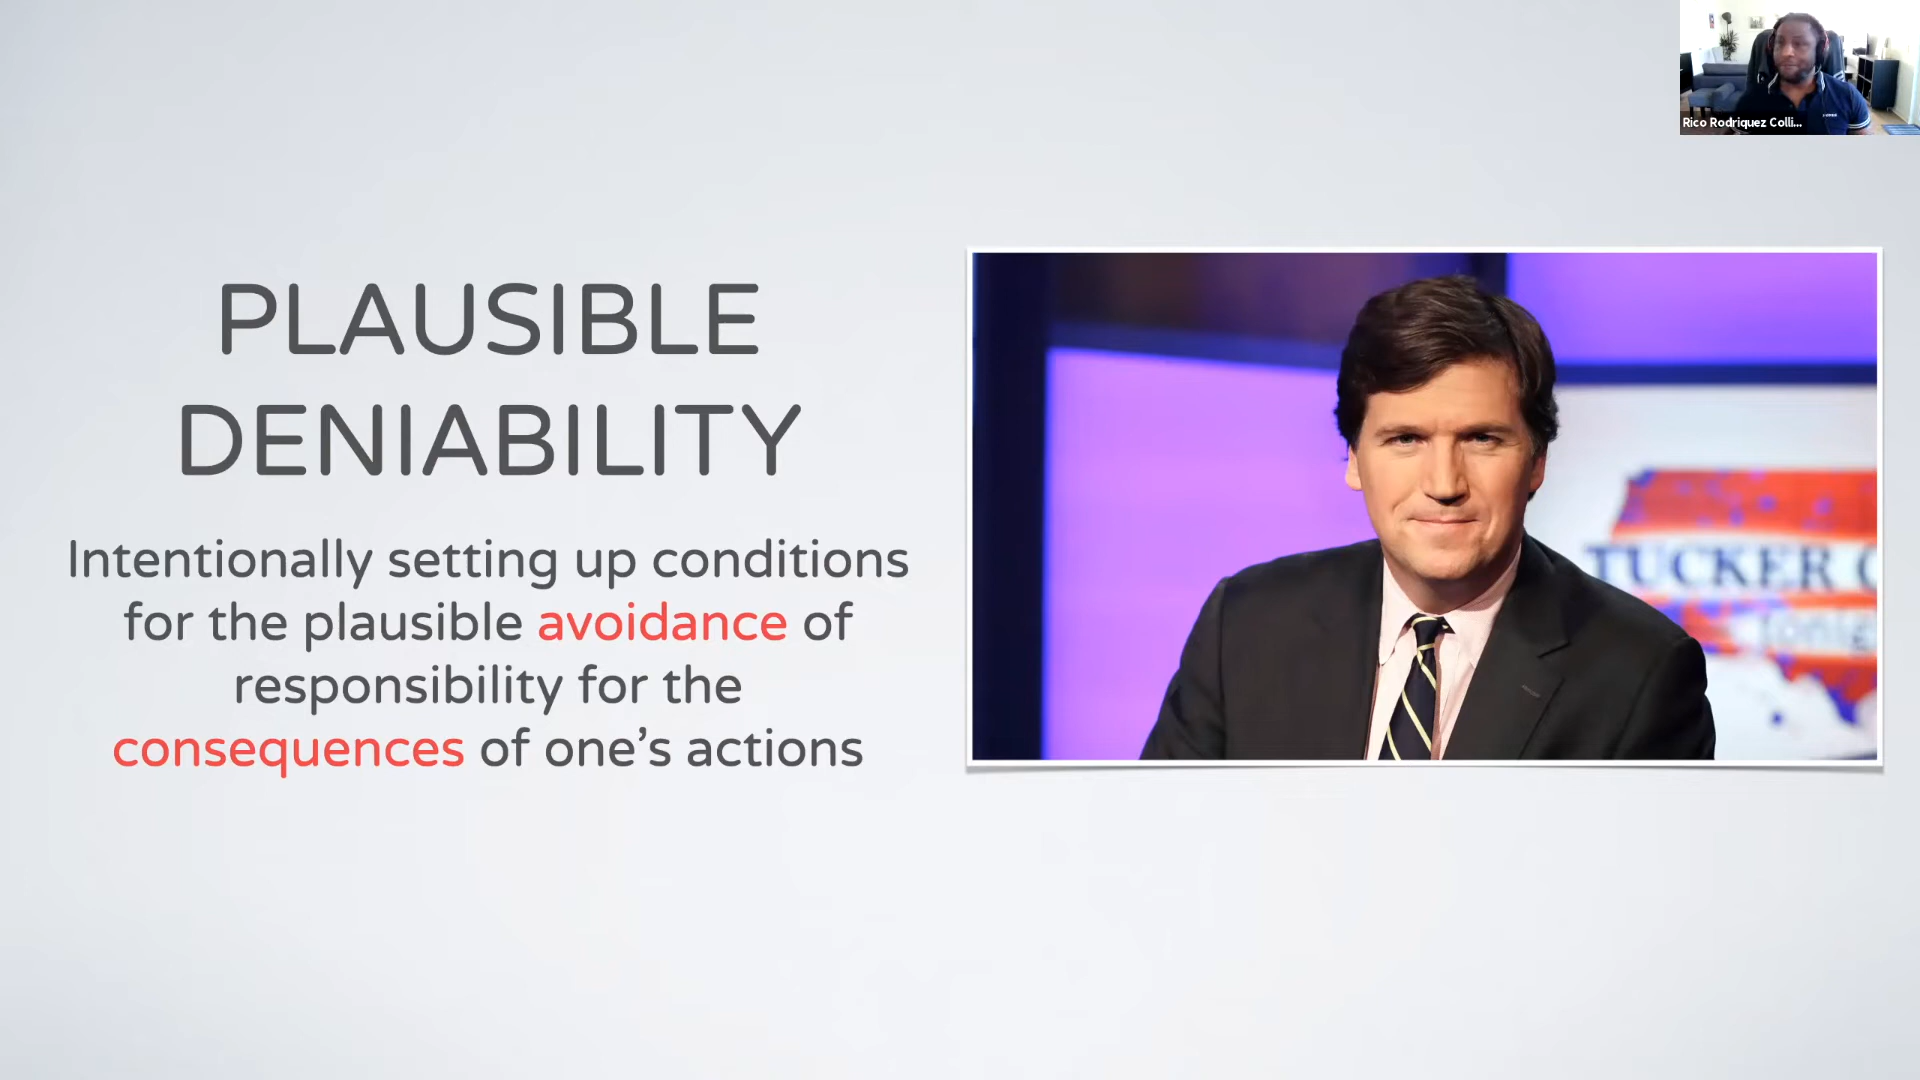 Rico Rodriquez Colli...
PLAUSIBLE
DENIABILITY
Intentionally setting up conditions
for the plausible avoidance of
responsibility for the
consequences of one’s actions
TUCKER C